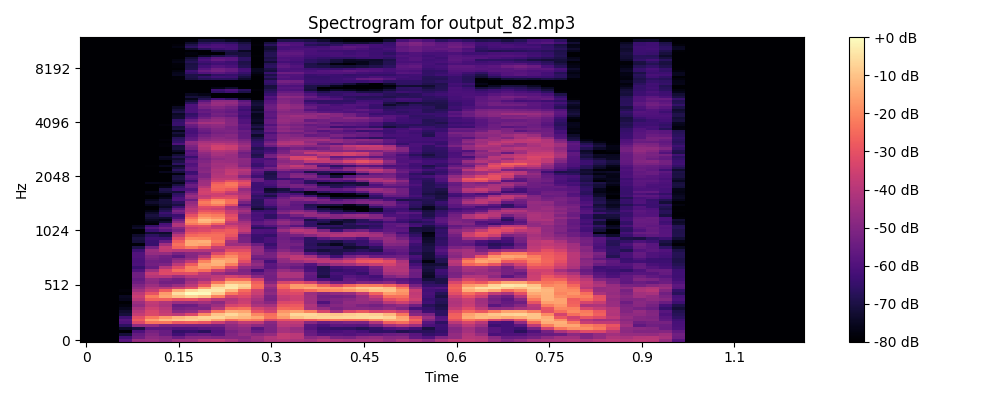 Spectrogram for output_82.mp3
+0 dB
8192
-10 dB
4096
-20 dB
-30 dB
2048
-40 dB
Hz
1024
-50 dB
-60 dB
512
-70 dB
0
-80 dB
0 0.15 0.3 0.45 0.6 0.75 0.9 1.1
Time